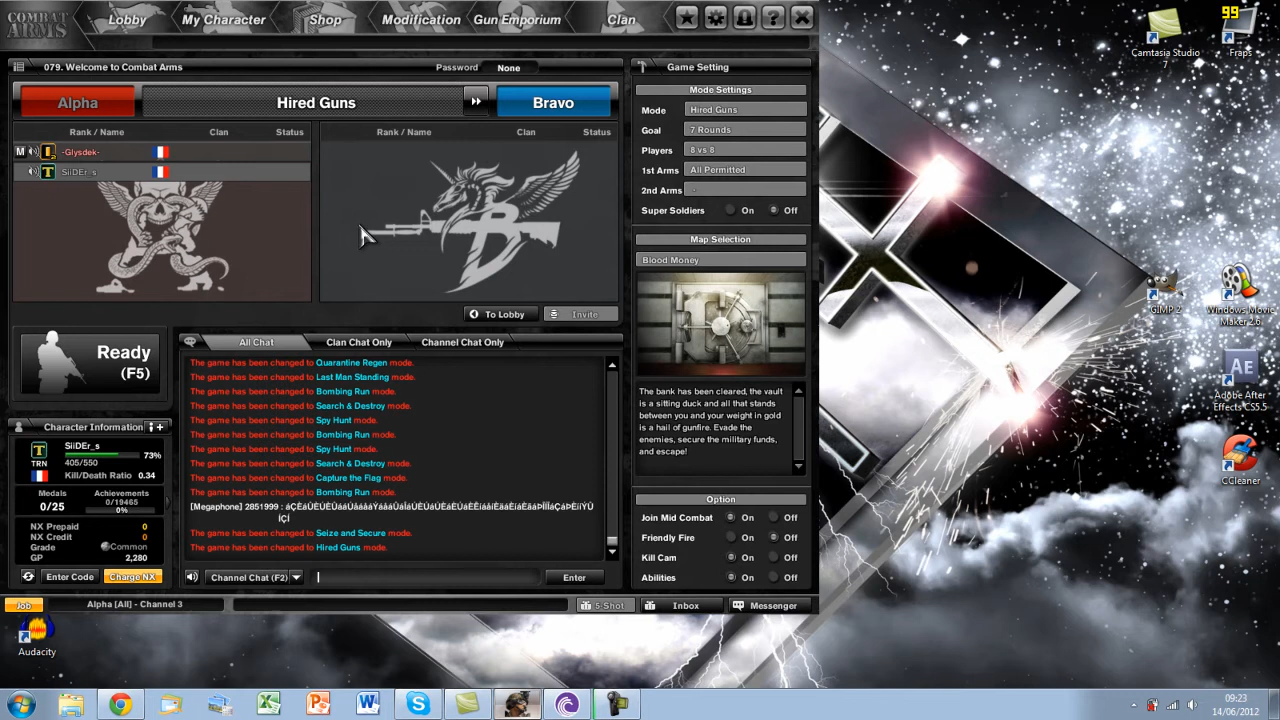 COMBAT
ARMS
Lobby
My Character
Shop
Modification
Gun Emporium
Clan
079. Welcome to Combat Arms
Password None
Alpha
Hired Guns
Bravo
Rank / Name Clan Status
Rank / Name Clan Status
M -Glysdek-
T SiiDEr_s
To Lobby
Invite
Ready
(F5)
All Chat
Clan Chat Only
Channel Chat Only
The game has been changed to Quarantine Regen mode.
The game has been changed to Last Man Standing mode.
The game has been changed to Bombing Run mode.
The game has been changed to Search & Destroy mode.
The game has been changed to Spy Hunt mode.
The game has been changed to Bombing Run mode.
The game has been changed to Spy Hunt mode.
The game has been changed to Search & Destroy mode.
The game has been changed to Capture the Flag mode.
The game has been changed to Bombing Run mode.
[Megaphone] 2851999 :
The game has been changed to Seize and Secure mode.
The game has been changed to Hired Guns mode.
Channel Chat (F2)
Enter
Character Information
T
TRN
SiiDEr_s
73%
405/550
Kill/Death Ratio 0.34
Medals
0/25
Achievements
0/19465
0%
NX Prepaid 0
NX Credit 0
Grade Common
GP 2,280
Enter Code
Charge NX
Job
Alpha [All] - Channel 3
5-Shot
Inbox
Messenger
Game Setting
Mode Settings
Mode Hired Guns
Goal 7 Rounds
Players 8 vs 8
1st Arms All Permitted
2nd Arms -
Super Soldiers On Off
Map Selection
Blood Money
The bank has been cleared, the vault
is a sitting duck and all that stands
between you and your weight in gold
is a hail of gunfire. Evade the
enemies, secure the military funds,
and escape!
Option
Join Mid Combat On Off
Friendly Fire On Off
Kill Cam On Off
Abilities On Off
99
Camtasia Studio
7
Fraps
GIMP 2
Windows Movie
Maker 2.6
AE
Adobe After
Effects CS5.5
CCleaner
Audacity
09:23
14/06/2012